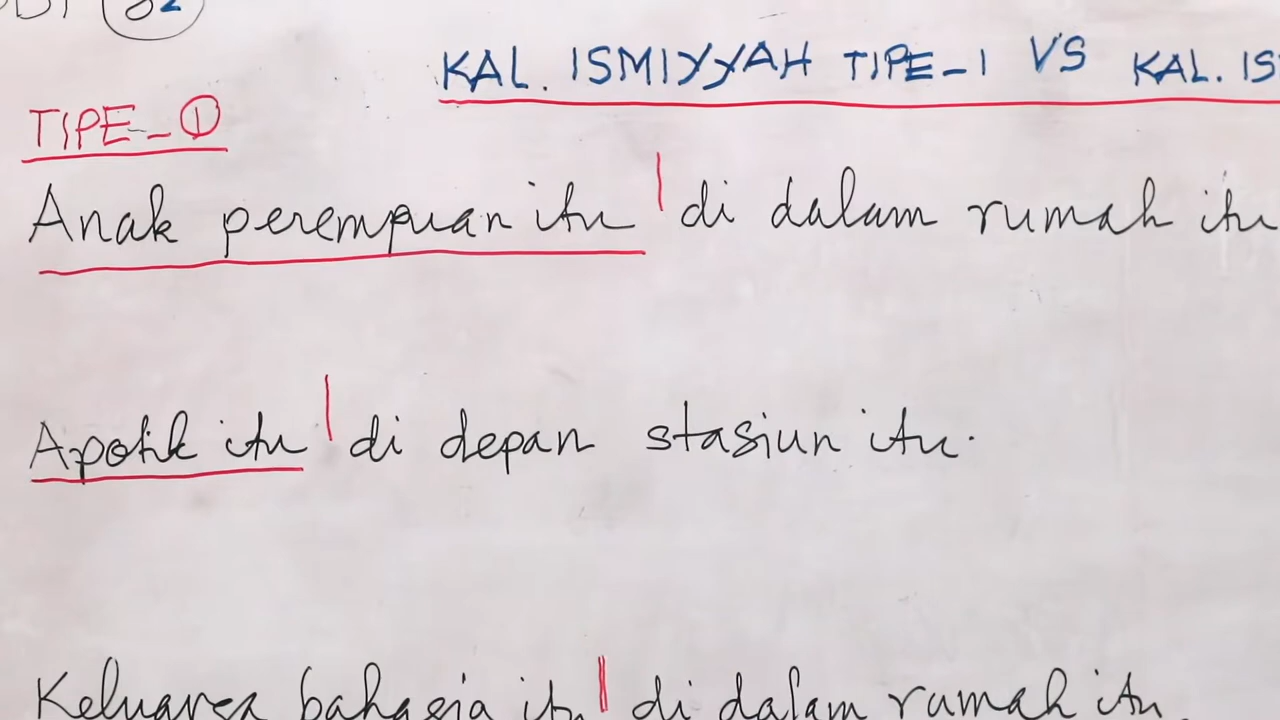 KAL. ISMIYYAH TIPE-1 VS KAL. IS
TIPE-①
Anak perempuan itu | di dalam rumah itu
Apotik itu | di depan stasiun itu.
Keluarga bahagia itu | di dalam rumah itu.